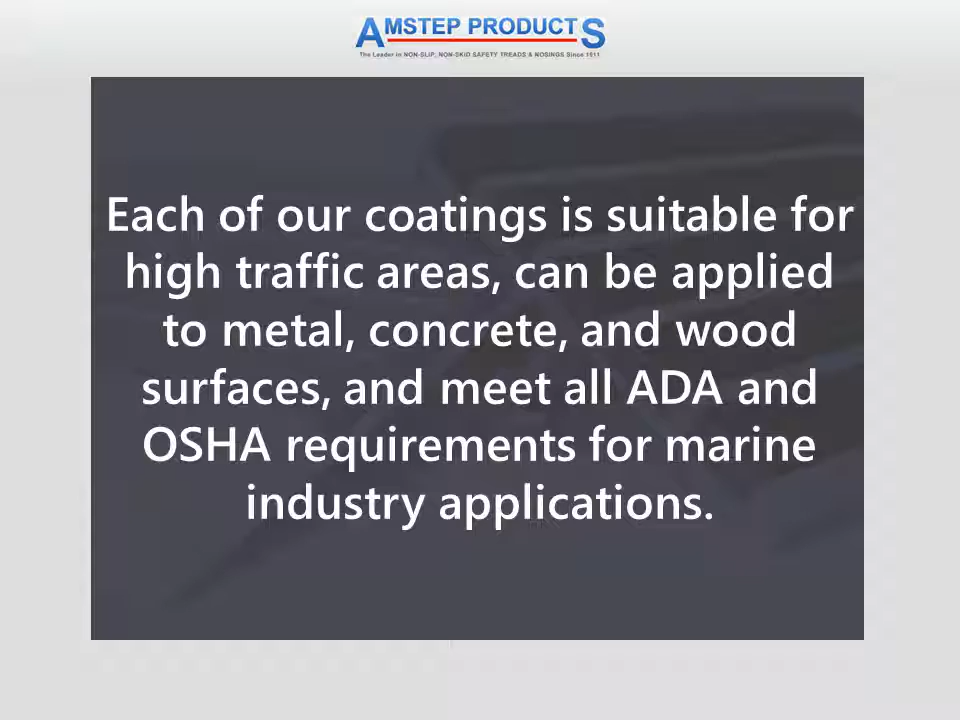 AMSTEP PRODUCTS
The Leader in NON-SLIP, NON-SKID SAFETY TREADS & NOSINGS Since 1911
Each of our coatings is suitable for
high traffic areas, can be applied
to metal, concrete, and wood
surfaces, and meet all ADA and
OSHA requirements for marine
industry applications.